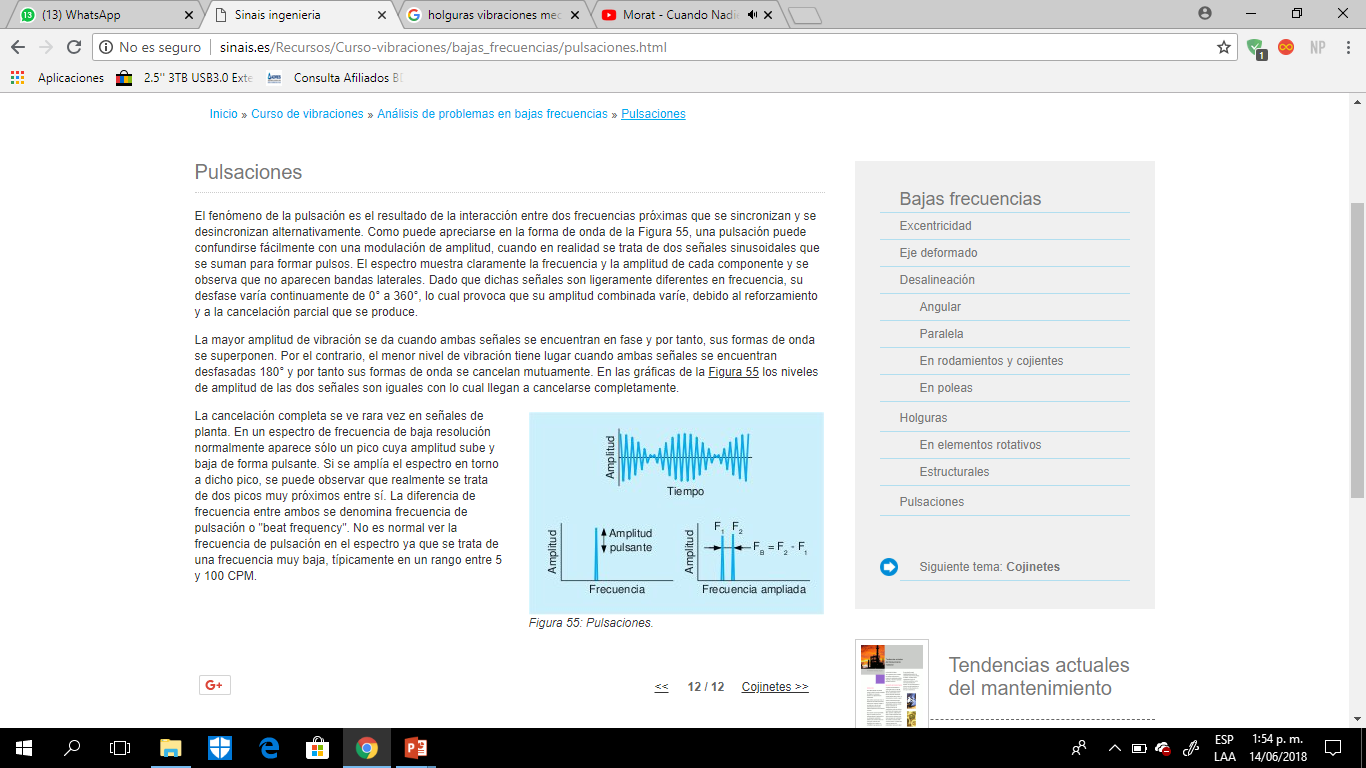 (13) WhatsApp
Sinais ingenieria
holguras vibraciones mec
Morat - Cuando Nadi
No es seguro
sinais.es/Recursos/Curso-vibraciones/bajas_frecuencias/pulsaciones.html
1
NP
Aplicaciones
2.5" 3TB USB3.0 Exte
Consulta Afiliados B
Inicio » Curso de vibraciones » Análisis de problemas en bajas frecuencias » Pulsaciones
Pulsaciones
El fenómeno de la pulsación es el resultado de la interacción entre dos frecuencias próximas que se sincronizan y se
desincronizan alternativamente. Como puede apreciarse en la forma de onda de la Figura 55, una pulsación puede
confundirse fácilmente con una modulación de amplitud, cuando en realidad se trata de dos señales sinusoidales que
se suman para formar pulsos. El espectro muestra claramente la frecuencia y la amplitud de cada componente y se
observa que no aparecen bandas laterales. Dado que dichas señales son ligeramente diferentes en frecuencia, su
desfase varía continuamente de 0° a 360°, lo cual provoca que su amplitud combinada varíe, debido al reforzamiento
y a la cancelación parcial que se produce.
La mayor amplitud de vibración se da cuando ambas señales se encuentran en fase y por tanto, sus formas de onda
se superponen. Por el contrario, el menor nivel de vibración tiene lugar cuando ambas señales se encuentran
desfasadas 180° y por tanto sus formas de onda se cancelan mutuamente. En las gráficas de la Figura 55 los niveles
de amplitud de las dos señales son iguales con lo cual llegan a cancelarse completamente.
La cancelación completa se ve rara vez en señales de
planta. En un espectro de frecuencia de baja resolución
normalmente aparece sólo un pico cuya amplitud sube y
baja de forma pulsante. Si se amplía el espectro en torno
a dicho pico, se puede observar que realmente se trata
de dos picos muy próximos entre sí. La diferencia de
frecuencia entre ambos se denomina frecuencia de
pulsación o "beat frequency". No es normal ver la
frecuencia de pulsación en el espectro ya que se trata de
una frecuencia muy baja, típicamente en un rango entre 5
y 100 CPM.
Amplitud
Tiempo
Amplitud
Amplitud
pulsante
Frecuencia
Amplitud
F1 F2
FB = F2 - F1
Frecuencia ampliada
Figura 55: Pulsaciones.
G+
<<
12 / 12
Cojinetes >>
Bajas frecuencias
Excentricidad
Eje deformado
Desalineación
Angular
Paralela
En rodamientos y cojientes
En poleas
Holguras
En elementos rotativos
Estructurales
Pulsaciones
Siguiente tema: Cojinetes
Tendencias actuales
del mantenimiento
ESP
LAA
1:54 p. m.
14/06/2018